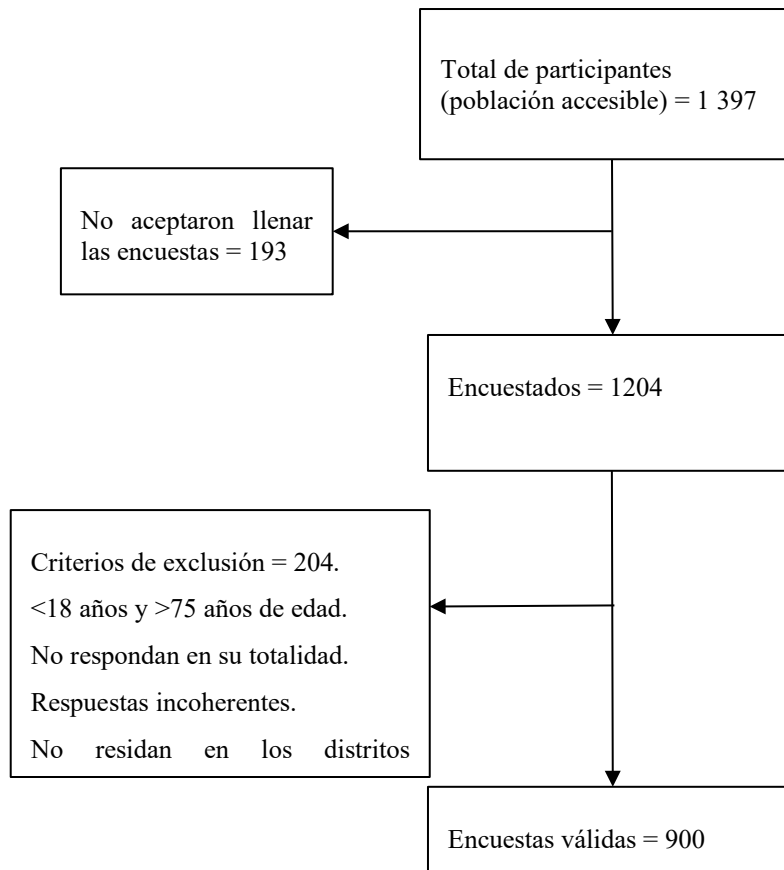 Total de participantes
(población accesible) = 1 397
No aceptaron llenar
las encuestas = 193
Encuestados = 1204
Criterios de exclusión = 204.
<18 años y >75 años de edad.
No respondan en su totalidad.
Respuestas incoherentes.
No residan en los distritos
Encuestas válidas = 900